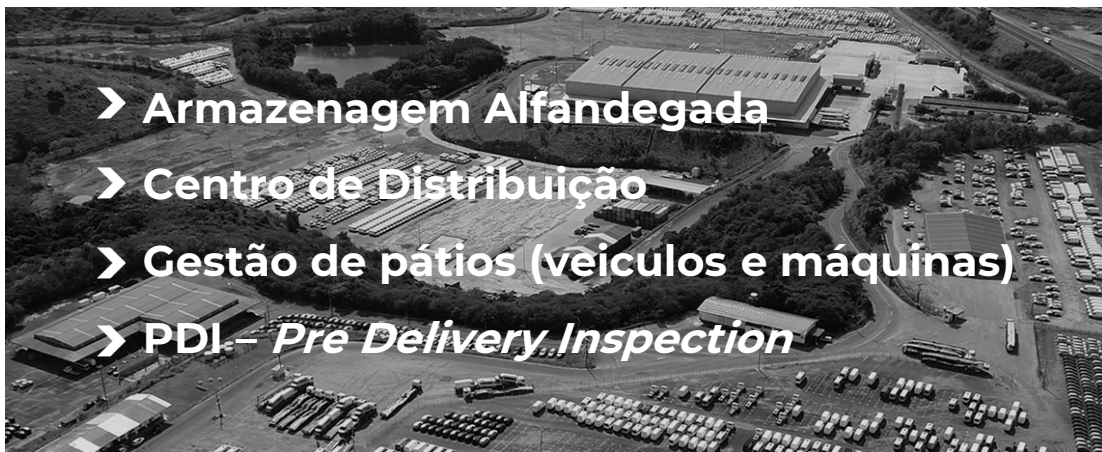 Armazenagem Alfandegada
Centro de Distribuição
Gestão de pátios (veiculos e máquinas)
PDI – Pre Delivery Inspection